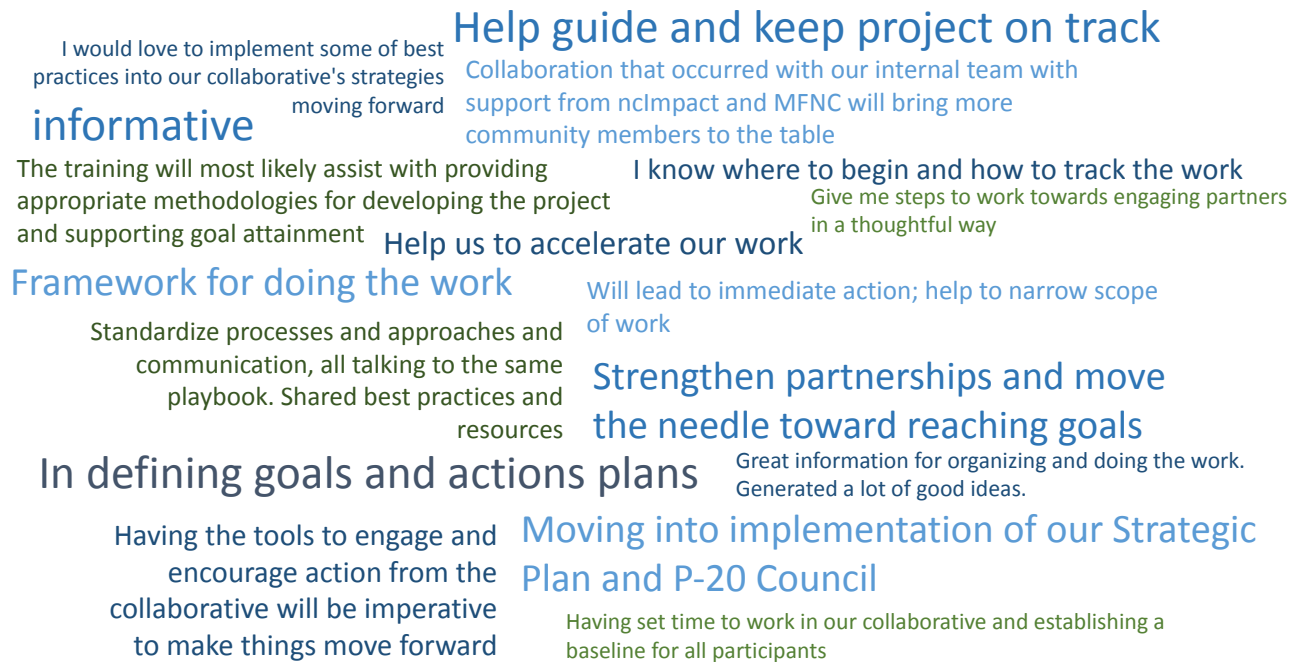 I would love to implement some of best
practices into our collaborative's strategies
moving forward
Help guide and keep project on track
Collaboration that occurred with our internal team with
support from ncImpact and MFNC will bring more
community members to the table
informative
The training will most likely assist with providing
appropriate methodologies for developing the project
and supporting goal attainment
I know where to begin and how to track the work
Give me steps to work towards engaging partners
in a thoughtful way
Help us to accelerate our work
Framework for doing the work
Will lead to immediate action; help to narrow scope
of work
Standardize processes and approaches and
communication, all talking to the same
playbook. Shared best practices and
resources
Strengthen partnerships and move
the needle toward reaching goals
In defining goals and actions plans
Great information for organizing and doing the work.
Generated a lot of good ideas.
Having the tools to engage and
encourage action from the
collaborative will be imperative
to make things move forward
Moving into implementation of our Strategic
Plan and P-20 Council
Having set time to work in our collaborative and establishing a
baseline for all participants